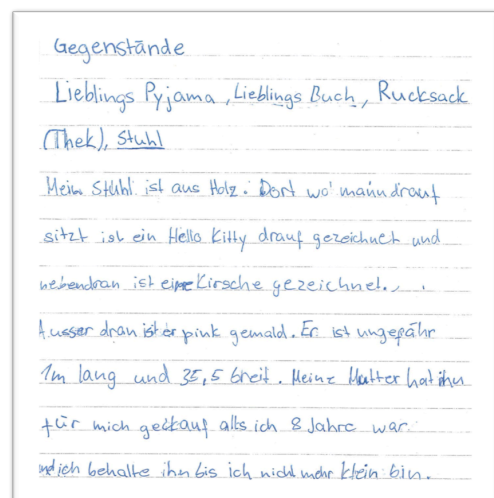 Gegenstände
Lieblings Pyjama, Lieblings Buch, Rucksack
(Thek), Stuhl
Mein Stuhl ist aus Holz. Dort wo mann drauf
sitzt ist ein Hello Kitty drauf gezeichnet und
nebendran ist eine Kirsche gezeichnet.
Ausser dran ist er pink gemald. Er ist ungefähr
1m lang und 35,5 breit. Meine Mutter hat ihn
für mich gekauf alls ich 8 Jahre war.
und ich behalte ihn bis ich nicht mehr klein bin.